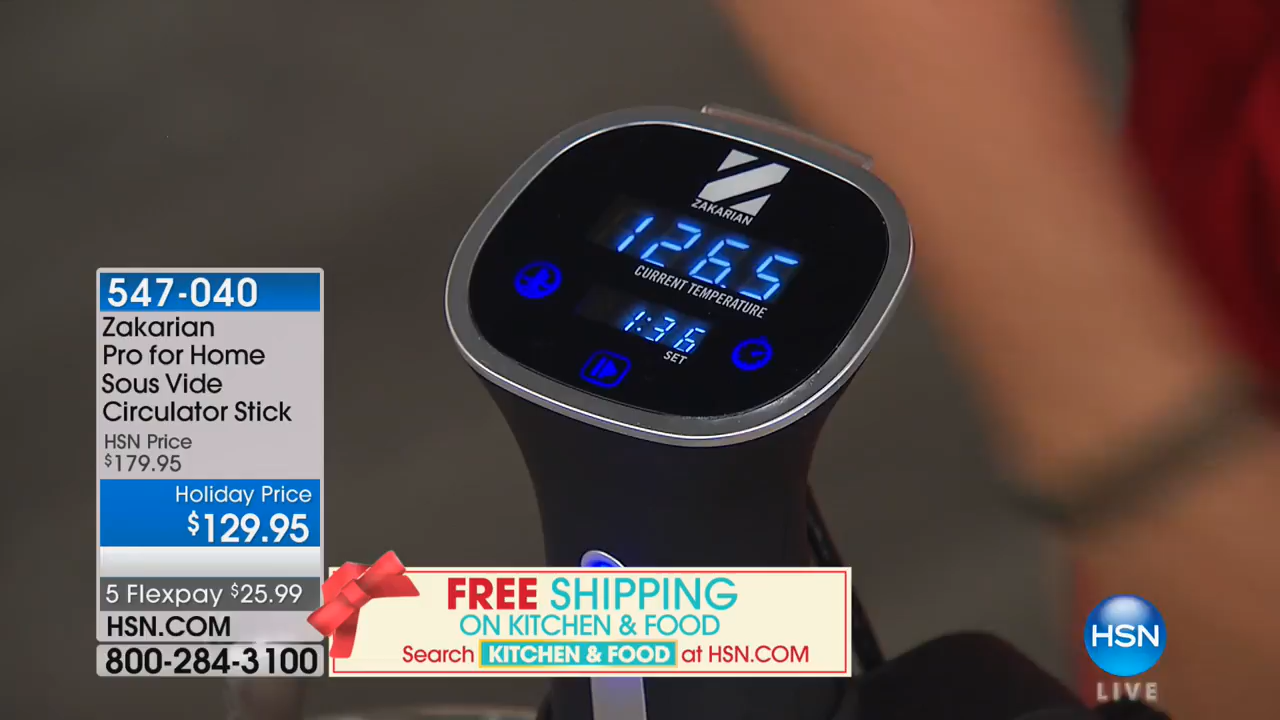 ZAKARIAN
126.5
CURRENT TEMPERATURE
1:36
SET
547-040
Zakarian
Pro for Home
Sous Vide
Circulator Stick
HSN Price
$179.95
Holiday Price
$129.95
5 Flexpay $25.99
HSN.COM
800-284-3100
FREE SHIPPING
ON KITCHEN & FOOD
Search KITCHEN & FOOD at HSN.COM
HSN
LIVE